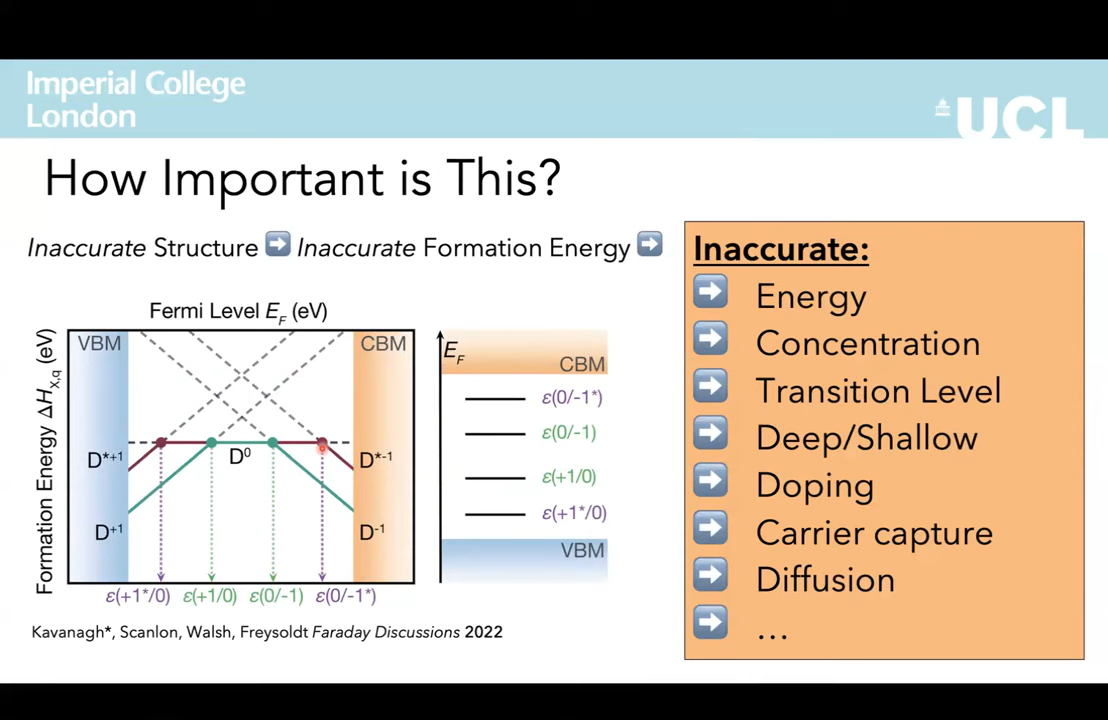 Imperial College
London
UCL
How Important is This?
Inaccurate Structure ➡ Inaccurate Formation Energy ➡
Fermi Level E_F (eV)
Formation Energy ΔH_X,q (eV)
VBM
CBM
D*+1
D0
D*-1
D+1
D-1
ε(+1*/0) ε(+1/0) ε(0/-1) ε(0/-1*)
E_F
CBM
ε(0/-1*)
ε(0/-1)
ε(+1/0)
ε(+1*/0)
VBM
Kavanagh*, Scanlon, Walsh, Freysoldt Faraday Discussions 2022
Inaccurate:
➡ Energy
➡ Concentration
➡ Transition Level
➡ Deep/Shallow
➡ Doping
➡ Carrier capture
➡ Diffusion
➡ ...